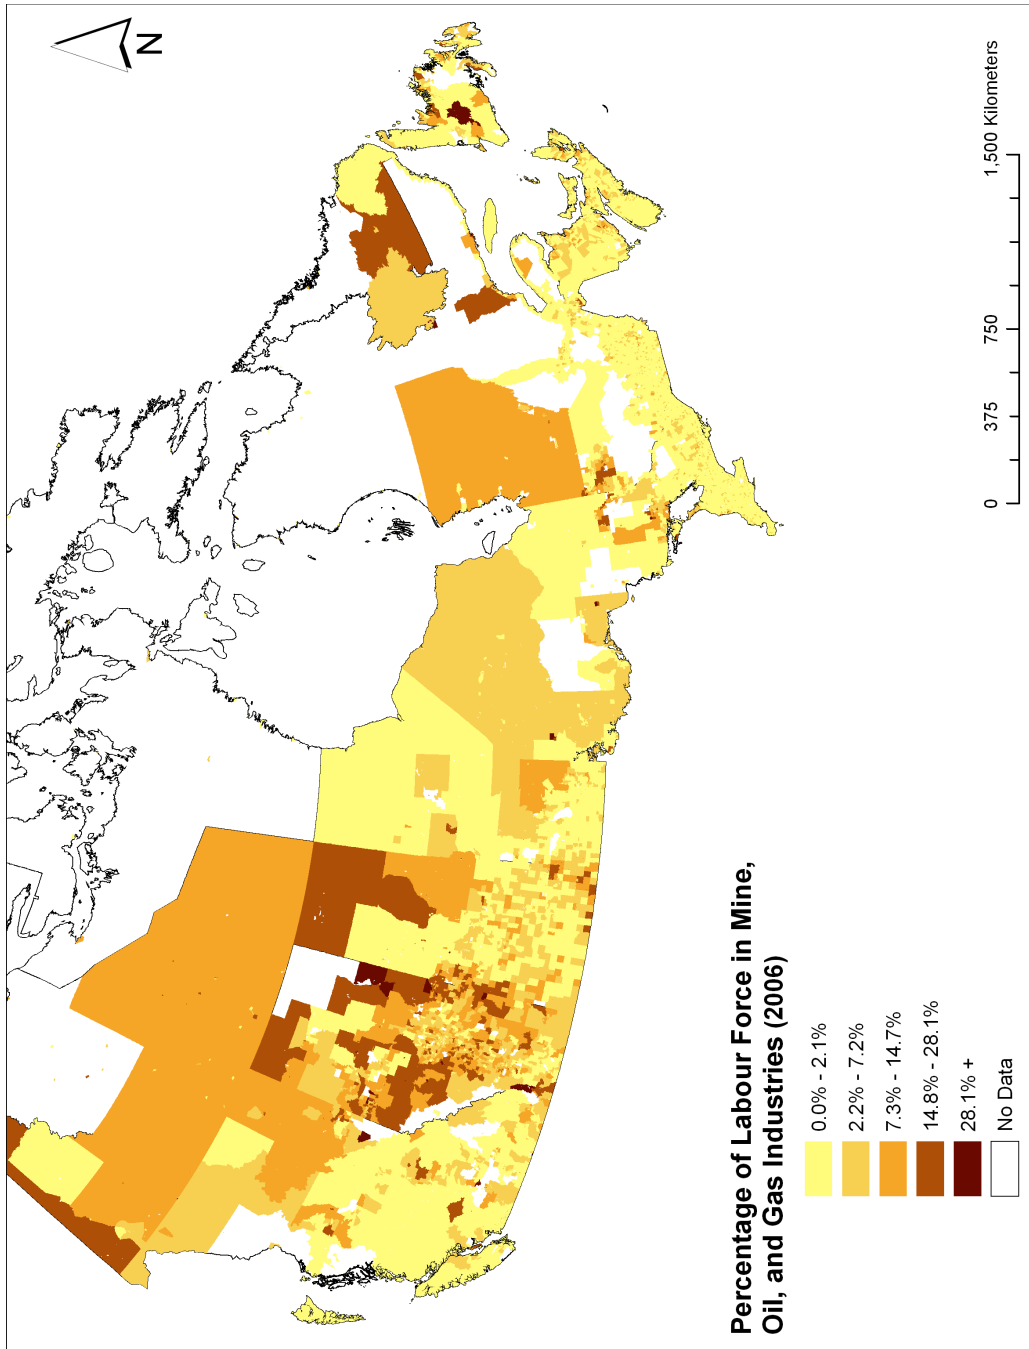 N
Percentage of Labour Force in Mine,
Oil, and Gas Industries (2006)
0.0% - 2.1%
2.2% - 7.2%
7.3% - 14.7%
14.8% - 28.1%
28.1% +
No Data
0 375 750 1,500 Kilometers